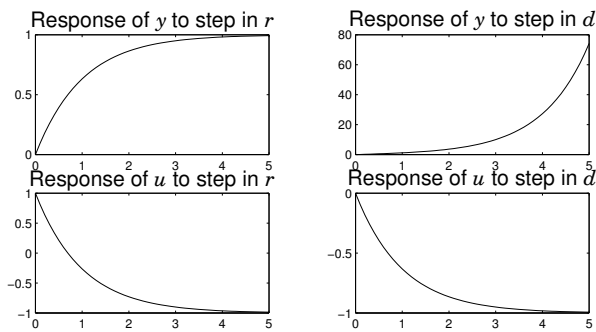 Response of y to step in r
1
0.5
0
0 1 2 3 4 5
Response of y to step in d
80
60
40
20
0
0 1 2 3 4 5
Response of u to step in r
1
0.5
0
−0.5
−1
0 1 2 3 4 5
Response of u to step in d
0
−0.5
−1
0 1 2 3 4 5